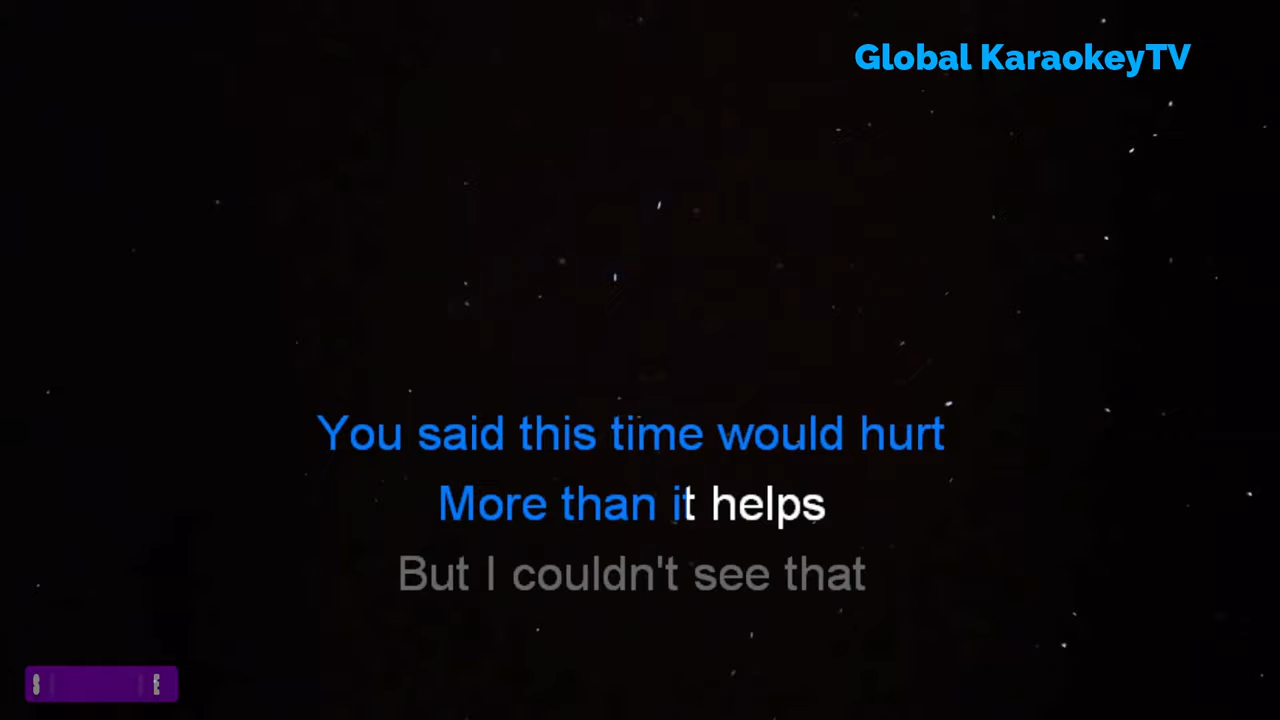 Global KaraokeyTV
You said this time would hurt
More than it helps
But I couldn't see that